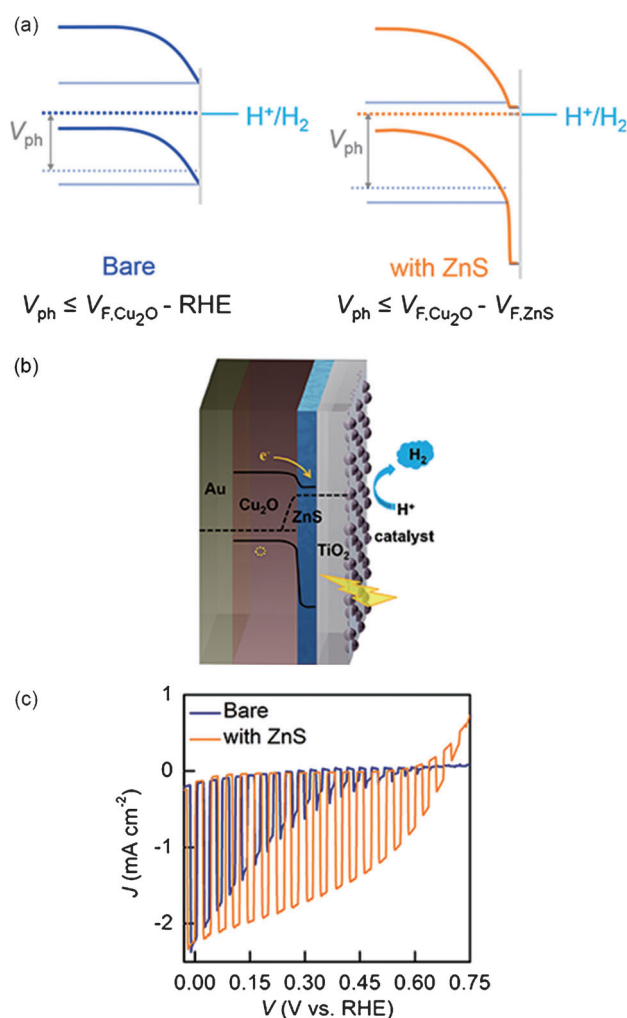 (a)
H⁺/H₂
H⁺/H₂
Vph
Vph
Bare
with ZnS
Vph ≤ VF,Cu₂O - RHE
Vph ≤ VF,Cu₂O - VF,ZnS
(b)
e⁻
H₂
Au
Cu₂O
ZnS
H⁺
TiO₂
catalyst
(c)
1
Bare
with ZnS
0
J (mA cm⁻²)
-1
-2
0.00 0.15 0.30 0.45 0.60 0.75
V (V vs. RHE)